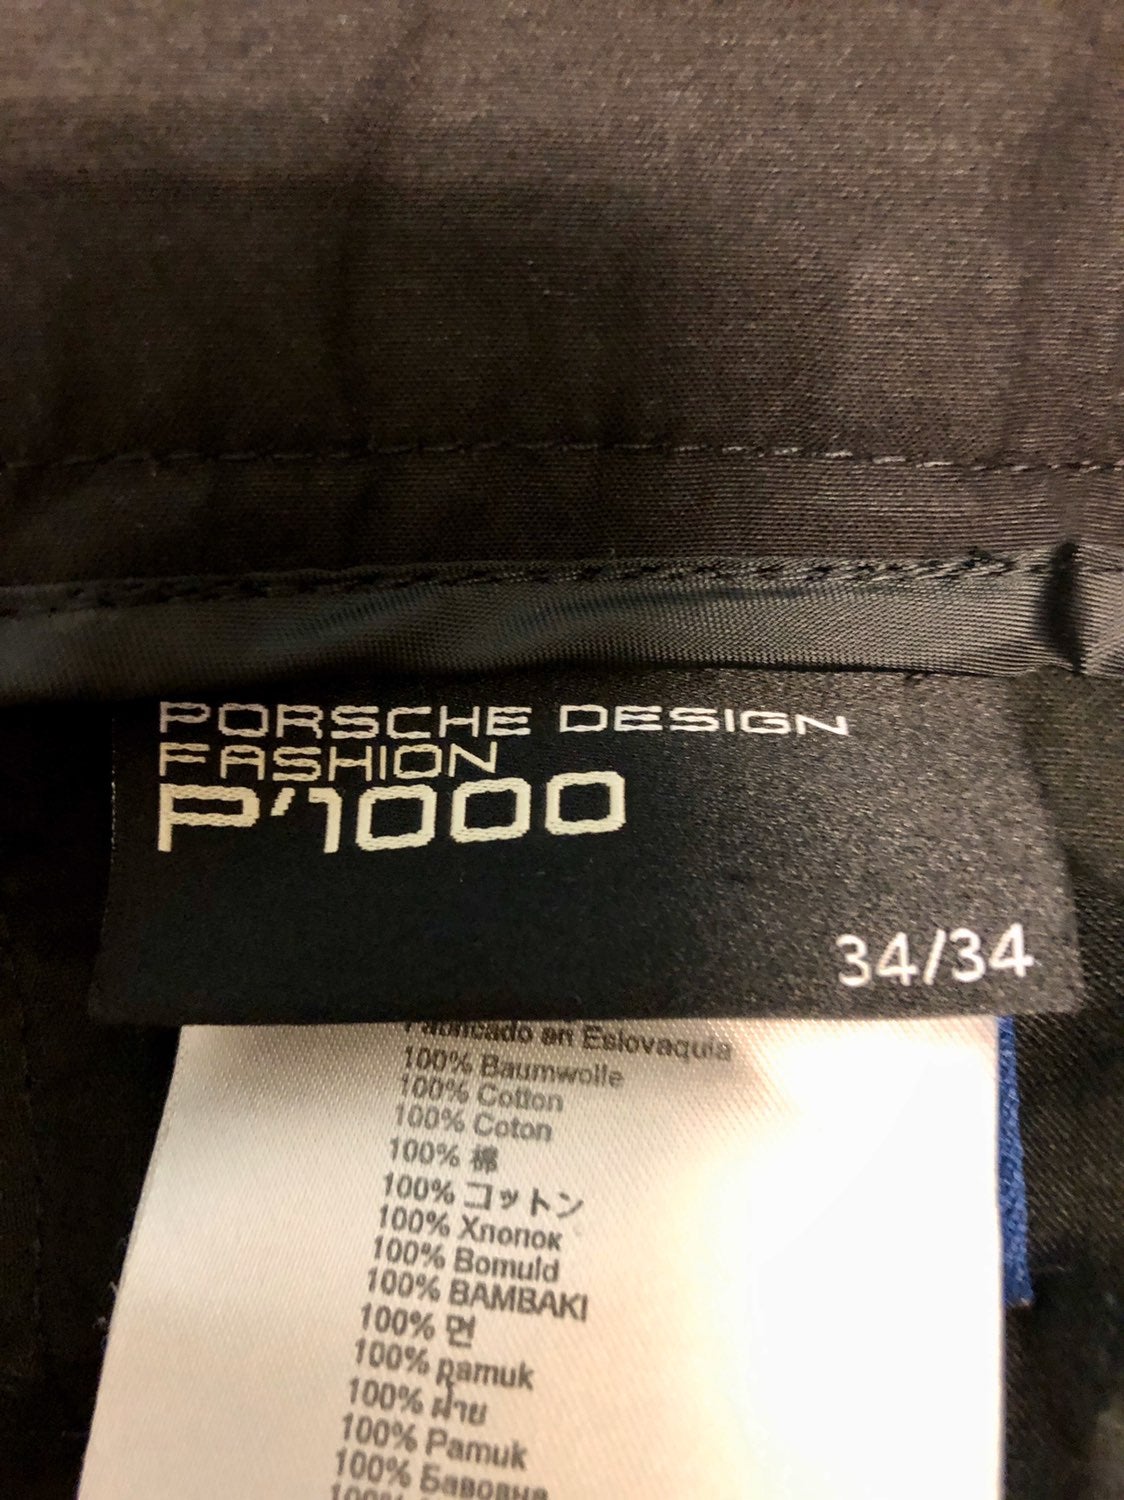 PORSCHE DESIGN
FASHION
P'1000
34/34
Fabricado en Eslovaquia
100% Baumwolle
100% Cotton
100% Coton
100% 棉
100% コットン
100% Хлопок
100% Bomuld
100% BAMBAKI
100% 면
100% pamuk
100% ฝ้าย
100% Pamuk
100% Бавовна
100%